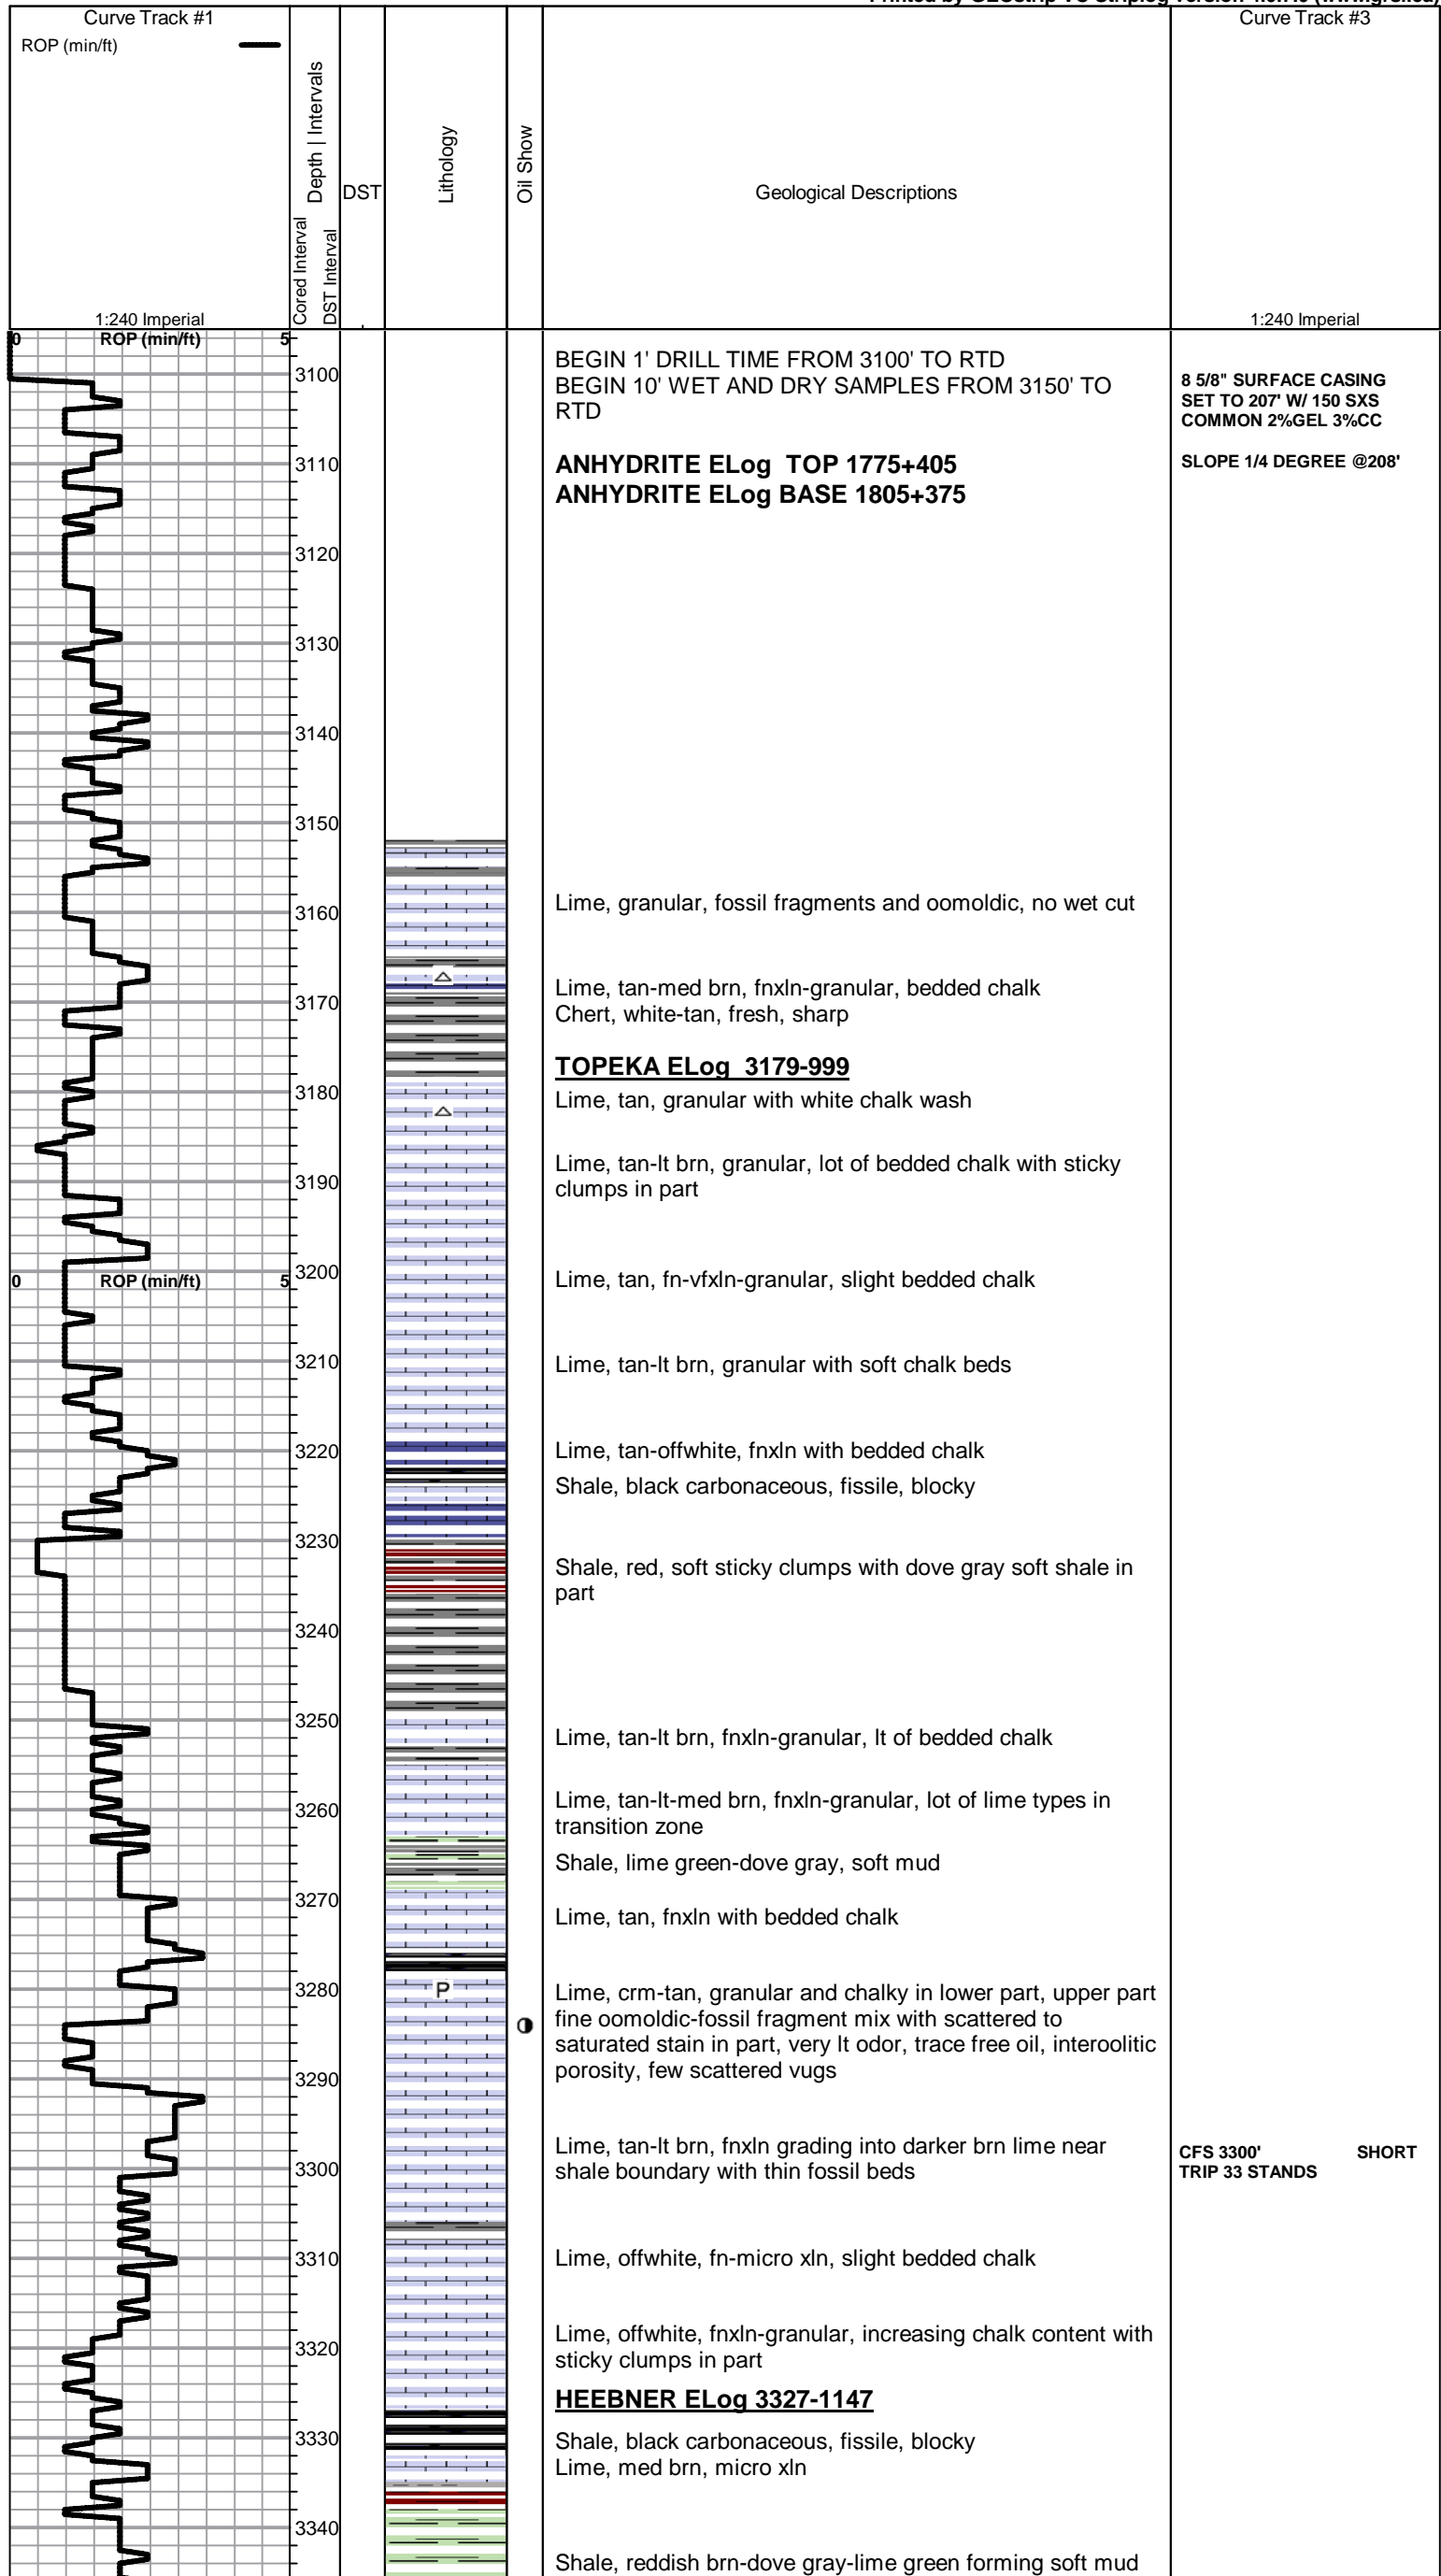 Curve Track #1
ROP (min/ft)
1:240 Imperial
Depth | Intervals
Cored Interval
DST Interval
DST
Lithology
Oil Show
Geological Descriptions
Curve Track #3
1:240 Imperial
0 ROP (min/ft) 5
3100
BEGIN 1' DRILL TIME FROM 3100' TO RTD
BEGIN 10' WET AND DRY SAMPLES FROM 3150' TO
RTD
8 5/8" SURFACE CASING
SET TO 207' W/ 150 SXS
COMMON 2%GEL 3%CC
SLOPE 1/4 DEGREE @208'
3110
ANHYDRITE ELog TOP 1775+405
ANHYDRITE ELog BASE 1805+375
3120
3130
3140
3150
3160
Lime, granular, fossil fragments and oomoldic, no wet cut
3170
Lime, tan-med brn, fnxln-granular, bedded chalk
Chert, white-tan, fresh, sharp
TOPEKA ELog 3179-999
3180
Lime, tan, granular with white chalk wash
3190
Lime, tan-lt brn, granular, lot of bedded chalk with sticky
clumps in part
0 ROP (min/ft) 5
3200
Lime, tan, fn-vfxln-granular, slight bedded chalk
3210
Lime, tan-lt brn, granular with soft chalk beds
3220
Lime, tan-offwhite, fnxln with bedded chalk
Shale, black carbonaceous, fissile, blocky
3230
Shale, red, soft sticky clumps with dove gray soft shale in
part
3240
3250
Lime, tan-lt brn, fnxln-granular, lt of bedded chalk
3260
Lime, tan-lt-med brn, fnxln-granular, lot of lime types in
transition zone
Shale, lime green-dove gray, soft mud
3270
Lime, tan, fnxln with bedded chalk
3280
P
Lime, crm-tan, granular and chalky in lower part, upper part
fine oomoldic-fossil fragment mix with scattered to
saturated stain in part, very lt odor, trace free oil, interoolitic
porosity, few scattered vugs
3290
Lime, tan-lt brn, fnxln grading into darker brn lime near
shale boundary with thin fossil beds
CFS 3300' SHORT
TRIP 33 STANDS
3300
3310
Lime, offwhite, fn-micro xln, slight bedded chalk
3320
Lime, offwhite, fnxln-granular, increasing chalk content with
sticky clumps in part
HEEBNER ELog 3327-1147
3330
Shale, black carbonaceous, fissile, blocky
Lime, med brn, micro xln
3340
Shale, reddish brn-dove gray-lime green forming soft mud